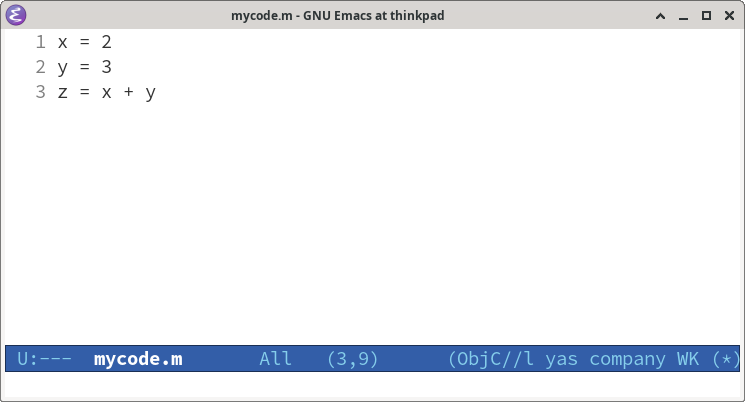 mycode.m - GNU Emacs at thinkpad
1 x = 2
2 y = 3
3 z = x + y
U:--- mycode.m All (3,9) (ObjC//l yas company WK (*)